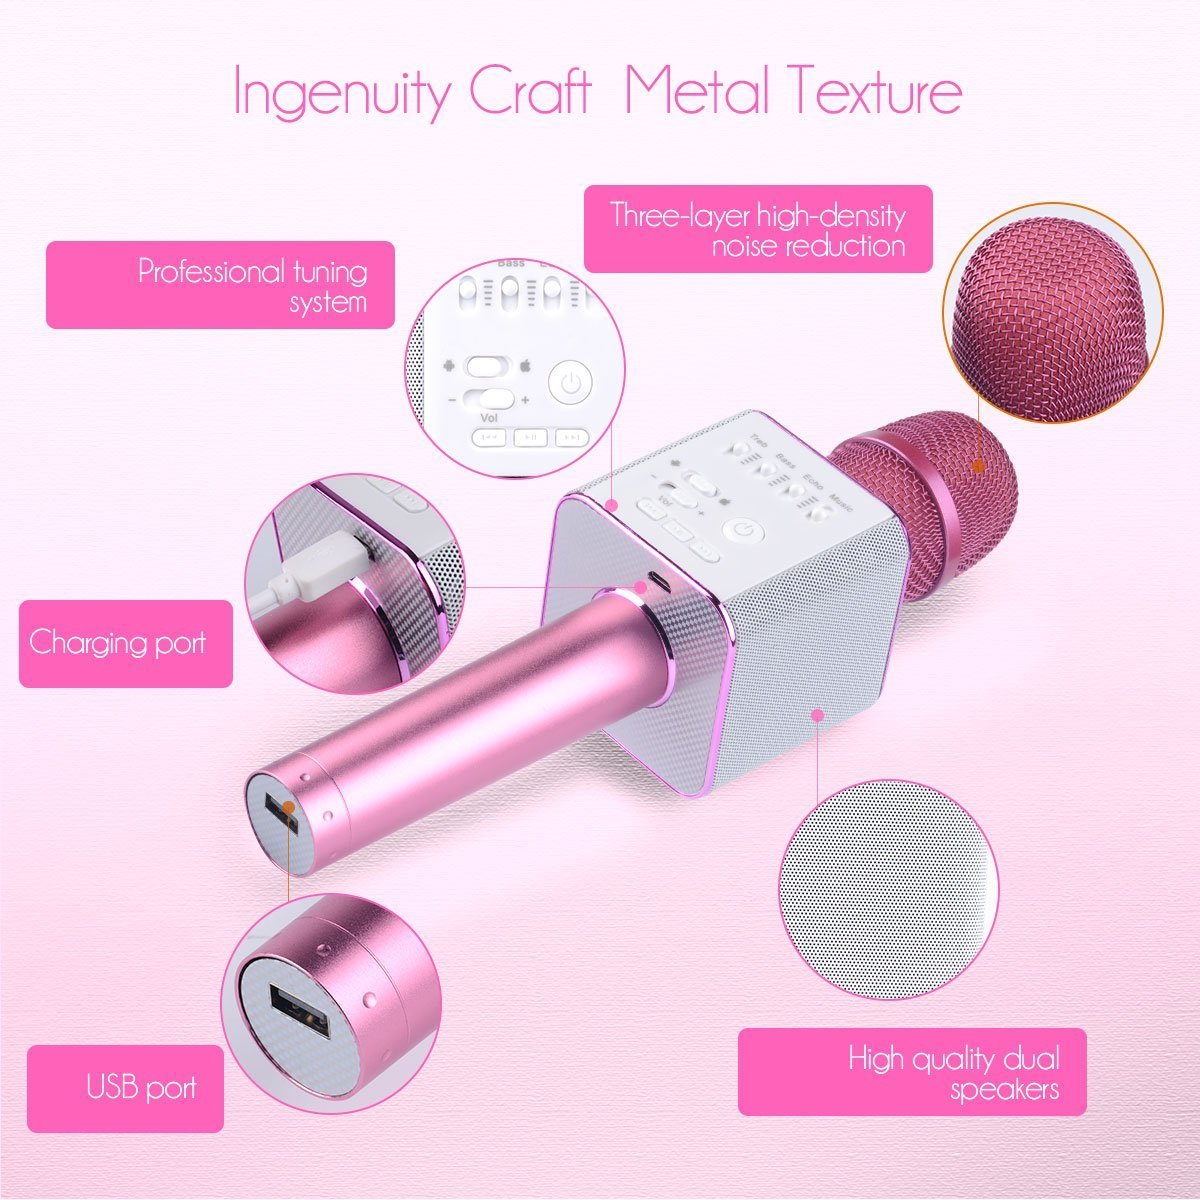 Ingenuity Craft Metal Texture
Three-layer high-density
noise reduction
Professional tuning
system
Bass
Vol
Treb
Bass
Echo
Music
Vol
Charging port
USB port
High quality dual
speakers